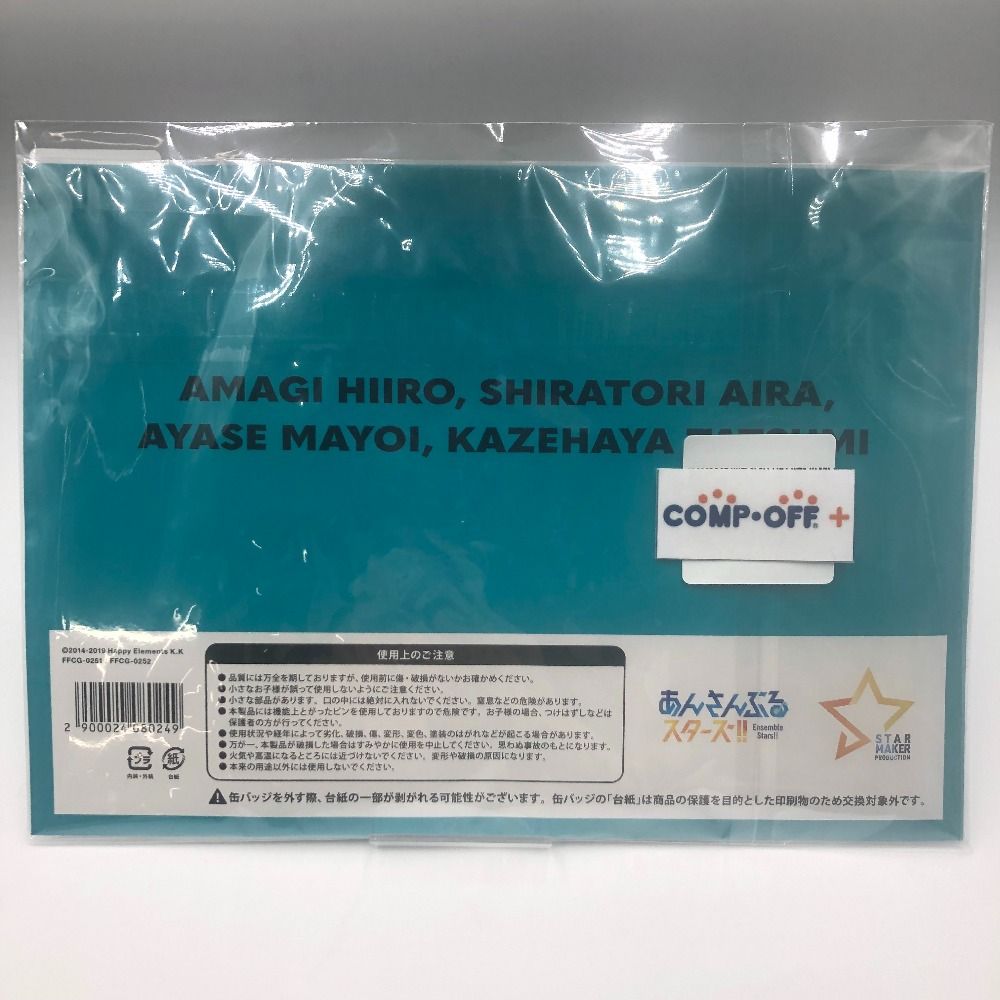 AMAGI HIIRO, SHIRATORI AIRA,
AYASE MAYOI, KAZEHAYA TATSUMI
COMP・OFF® +
©2014-2019 Happy Elements K.K
FFCG-0251 FFCG-0252
2 900024 080249
プラ
内袋・外装
紙
台紙
使用上のご注意
●品質には万全を期しておりますが、使用前に傷・破損がないかお確かめください。
●小さなお子様が誤って使用しないようにご注意ください。
●小さな部品があります。口の中には絶対に入れないでください。窒息などの危険があります。
●本製品には機能上とがったピンを使用しておりますので危険です。お子様の場合、つけはずしなどは
保護者の方が行ってください。
●使用状況や経年によって劣化、破損、傷、変形、変色、塗装のはがれなどが起こる場合があります。
●万が一、本製品が破損した場合はすみやかに使用を中止してください。思わぬ事故のもとになります。
●火気や高温になるところには近づけないでください。変形や破損の原因になります。
●本来の用途以外には使用しないでください。
あんさんぶる
スターズ!!
Ensemble
Stars!!
STAR
MAKER
PRODUCTION
⚠缶バッジを外す際、台紙の一部が剥がれる可能性がございます。缶バッジの「台紙」は商品の保護を目的とした印刷物のため交換対象外です。